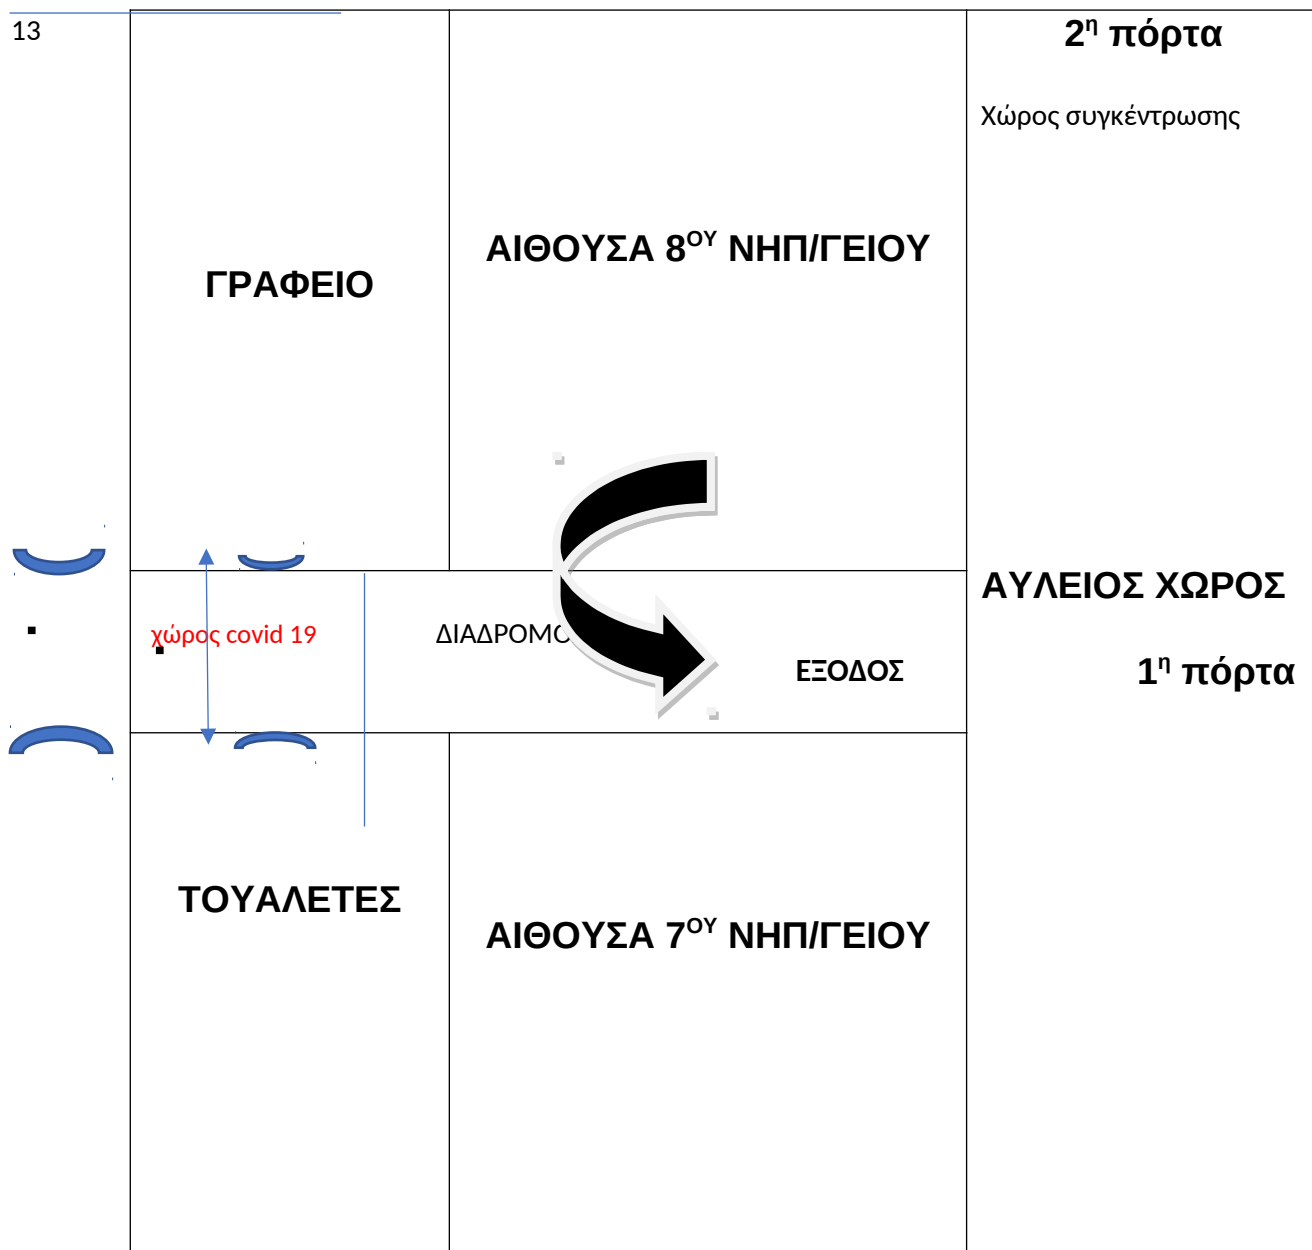 13
2η πόρτα
Χώρος συγκέντρωσης
ΑΙΘΟΥΣΑ 8ΟΥ ΝΗΠ/ΓΕΙΟΥ
ΓΡΑΦΕΙΟ
ΑΥΛΕΙΟΣ ΧΩΡΟΣ
χώρος covid 19
ΔΙΑΔΡΟΜΟ
ΕΞΟΔΟΣ
1η πόρτα
ΤΟΥΑΛΕΤΕΣ
ΑΙΘΟΥΣΑ 7ΟΥ ΝΗΠ/ΓΕΙΟΥ